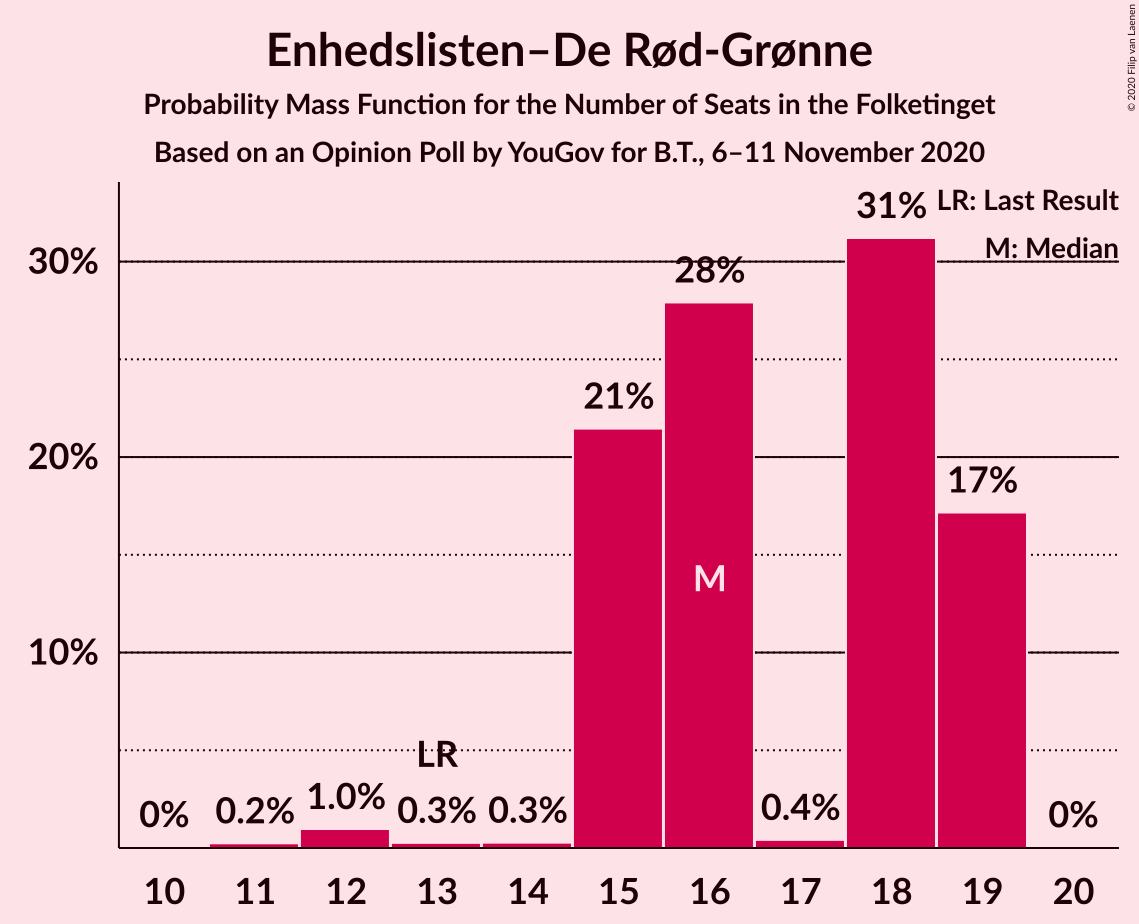 Enhedslisten–De Rød-Grønne
Probability Mass Function for the Number of Seats in the Folketinget
Based on an Opinion Poll by YouGov for B.T., 6–11 November 2020
© 2020 Filip van Laenen
LR: Last Result
M: Median
30%
20%
10%
0%
0.2%
1.0%
LR
0.3%
0.3%
21%
28%
M
0.4%
31%
17%
0%
10 11 12 13 14 15 16 17 18 19 20